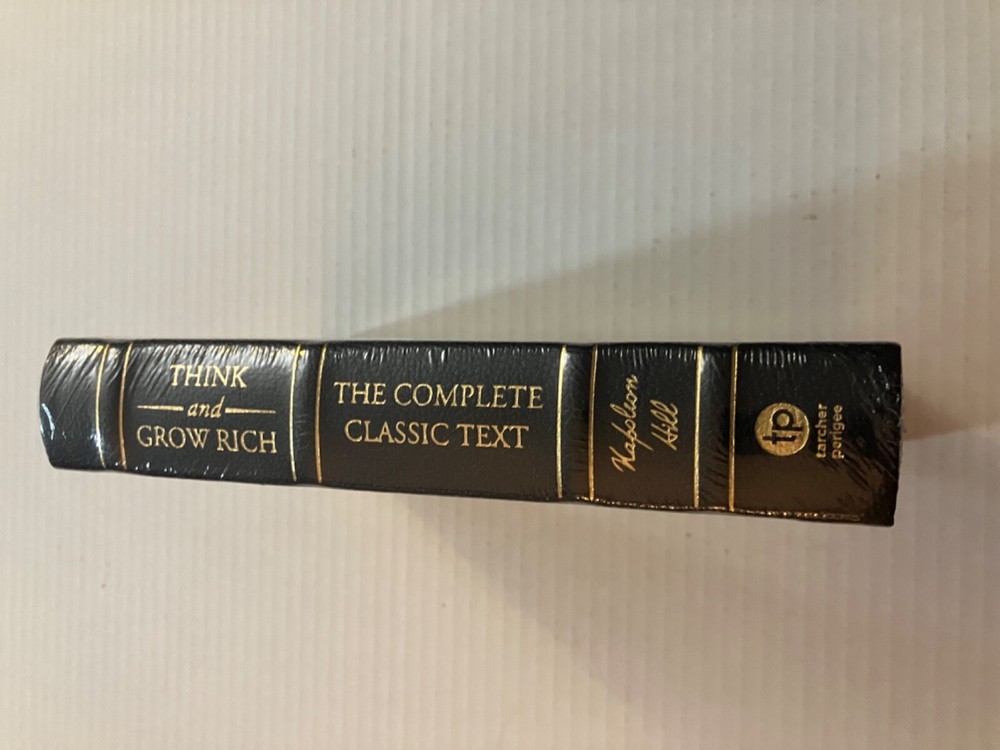 THINK
and
GROW RICH
THE COMPLETE
CLASSIC TEXT
Napoleon
Hill
tp
tarcher
perigee